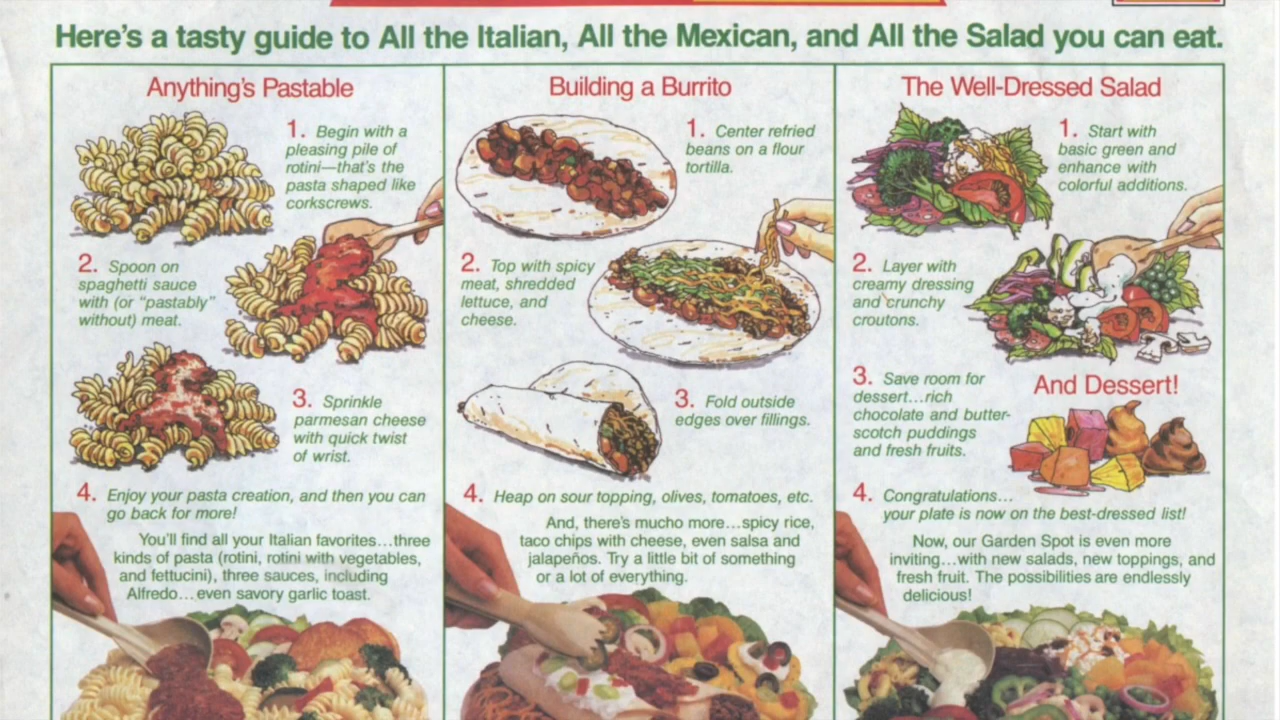 Here's a tasty guide to All the Italian, All the Mexican, and All the Salad you can eat.
Anything's Pastable
1. Begin with a
pleasing pile of
rotini—that's the
pasta shaped like
corkscrews.
2. Spoon on
spaghetti sauce
with (or “pastably”
without) meat.
3. Sprinkle
parmesan cheese
with quick twist
of wrist.
4. Enjoy your pasta creation, and then you can
go back for more!
You'll find all your Italian favorites...three
kinds of pasta (rotini, rotini with vegetables,
and fettucini), three sauces, including
Alfredo...even savory garlic toast.
Building a Burrito
1. Center refried
beans on a flour
tortilla.
2. Top with spicy
meat, shredded
lettuce, and
cheese.
3. Fold outside
edges over fillings.
4. Heap on sour topping, olives, tomatoes, etc.
And, there's mucho more...spicy rice,
taco chips with cheese, even salsa and
jalapeños. Try a little bit of something
or a lot of everything.
The Well-Dressed Salad
1. Start with
basic green and
enhance with
colorful additions.
2. Layer with
creamy dressing
and crunchy
croutons.
3. Save room for
dessert...rich
chocolate and butter-
scotch puddings
and fresh fruits.
And Dessert!
4. Congratulations...
your plate is now on the best-dressed list!
Now, our Garden Spot is even more
inviting...with new salads, new toppings, and
fresh fruit. The possibilities are endlessly
delicious!